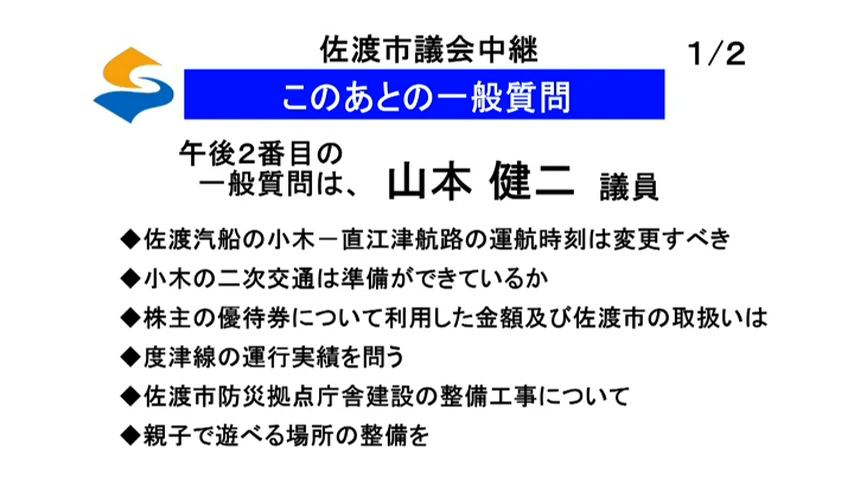 佐渡市議会中継
1/2
このあとの一般質問
午後2番目の
一般質問は、 山本 健二 議員
◆佐渡汽船の小木－直江津航路の運航時刻は変更すべき
◆小木の二次交通は準備ができているか
◆株主の優待券について利用した金額及び佐渡市の取扱いは
◆度津線の運行実績を問う
◆佐渡市防災拠点庁舎建設の整備工事について
◆親子で遊べる場所の整備を